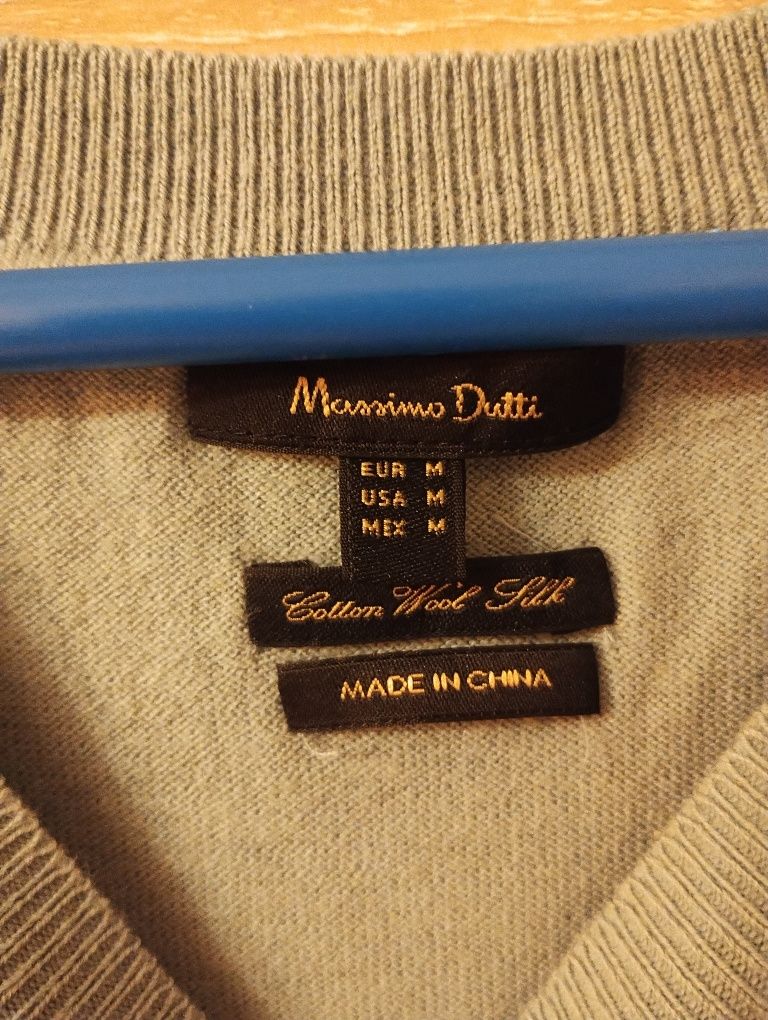 Massimo Dutti
EUR M
USA M
MEX M
Cotton Wool Silk
MADE IN CHINA